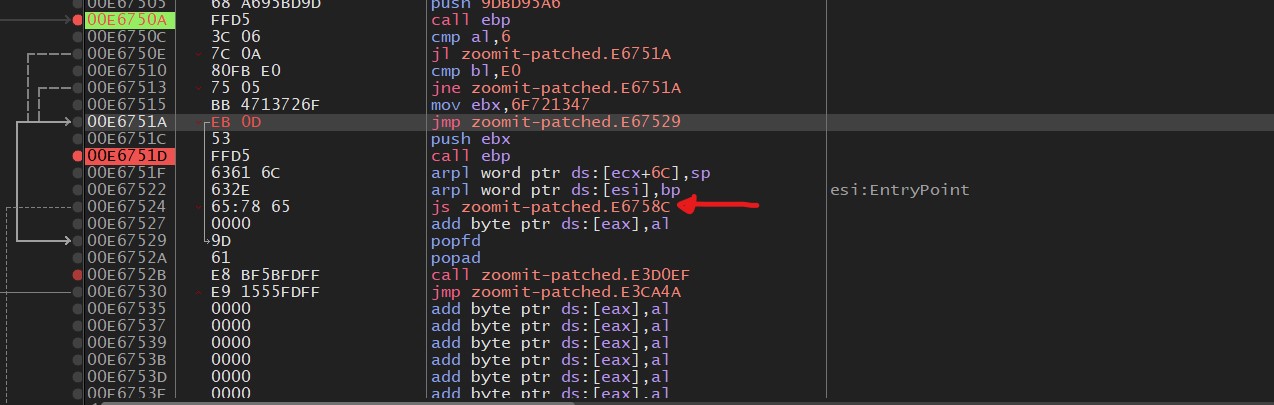 00E67505 68 A695BD9D push 9DBD95A6
00E6750A FFD5 call ebp
00E6750C 3C 06 cmp al,6
00E6750E 7C 0A jl zoomit-patched.E6751A
00E67510 80FB E0 cmp bl,E0
00E67513 75 05 jne zoomit-patched.E6751A
00E67515 BB 4713726F mov ebx,6F721347
00E6751A EB 0D jmp zoomit-patched.E67529
00E6751C 53 push ebx
00E6751D FFD5 call ebp
00E6751F 6361 6C arpl word ptr ds:[ecx+6C],sp
00E67522 632E arpl word ptr ds:[esi],bp esi:EntryPoint
00E67524 65:78 65 js zoomit-patched.E6758C
00E67527 0000 add byte ptr ds:[eax],al
00E67529 9D popfd
00E6752A 61 popad
00E6752B E8 BF5BFDFF call zoomit-patched.E3D0EF
00E67530 E9 1555FDFF jmp zoomit-patched.E3CA4A
00E67535 0000 add byte ptr ds:[eax],al
00E67537 0000 add byte ptr ds:[eax],al
00E67539 0000 add byte ptr ds:[eax],al
00E6753B 0000 add byte ptr ds:[eax],al
00E6753D 0000 add byte ptr ds:[eax],al
00E6753F 0000 add byte ptr ds:[eax],al